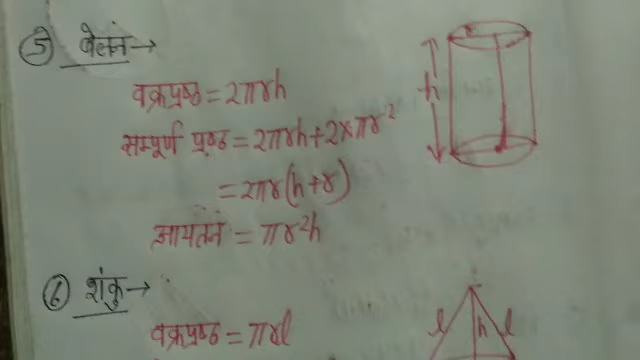 5 बेलन →
वक्रपृष्ठ = 2πrh
h
सम्पूर्ण पृष्ठ = 2πrh + 2×πr²
= 2πr(h+r)
आयतन = πr²h
6 शंकु →
वक्रपृष्ठ = πrl
l h l